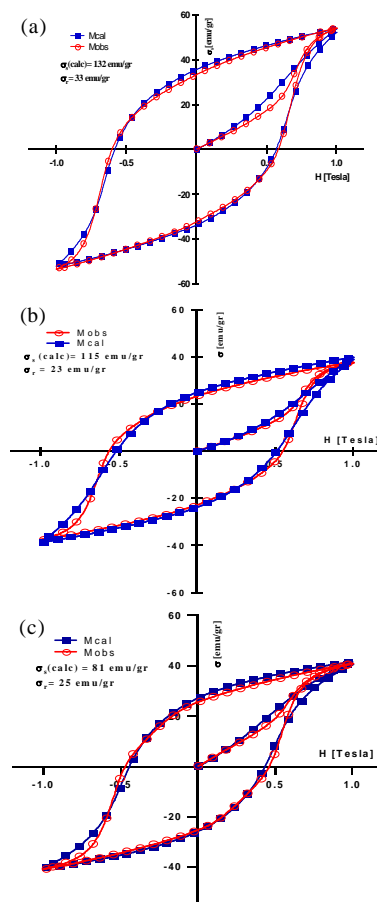 (a)
60
Mcal
Mobs
σ [emu/gr]
σs(calc)= 132 emu/gr
40
σr= 33 emu/gr
20
0
-1.0
-0.5
0.5
1.0
H [Tesla]
-20
-40
-60
(b)
60
Mobs
Mcal
σ [emu/gr]
σs (calc)= 115 emu/gr
40
σr = 23 emu/gr
20
H [Tesla]
0
-1.0
-0.5
0.5
1.0
-20
-40
-60
(c)
60
Mcal
Mobs
σ [emu/gr]
σs(calc) = 81 emu/gr
40
σr= 25 emu/gr
20
H [Tesla]
0
-1.0
-0.5
0.5
1.0
-20
-40